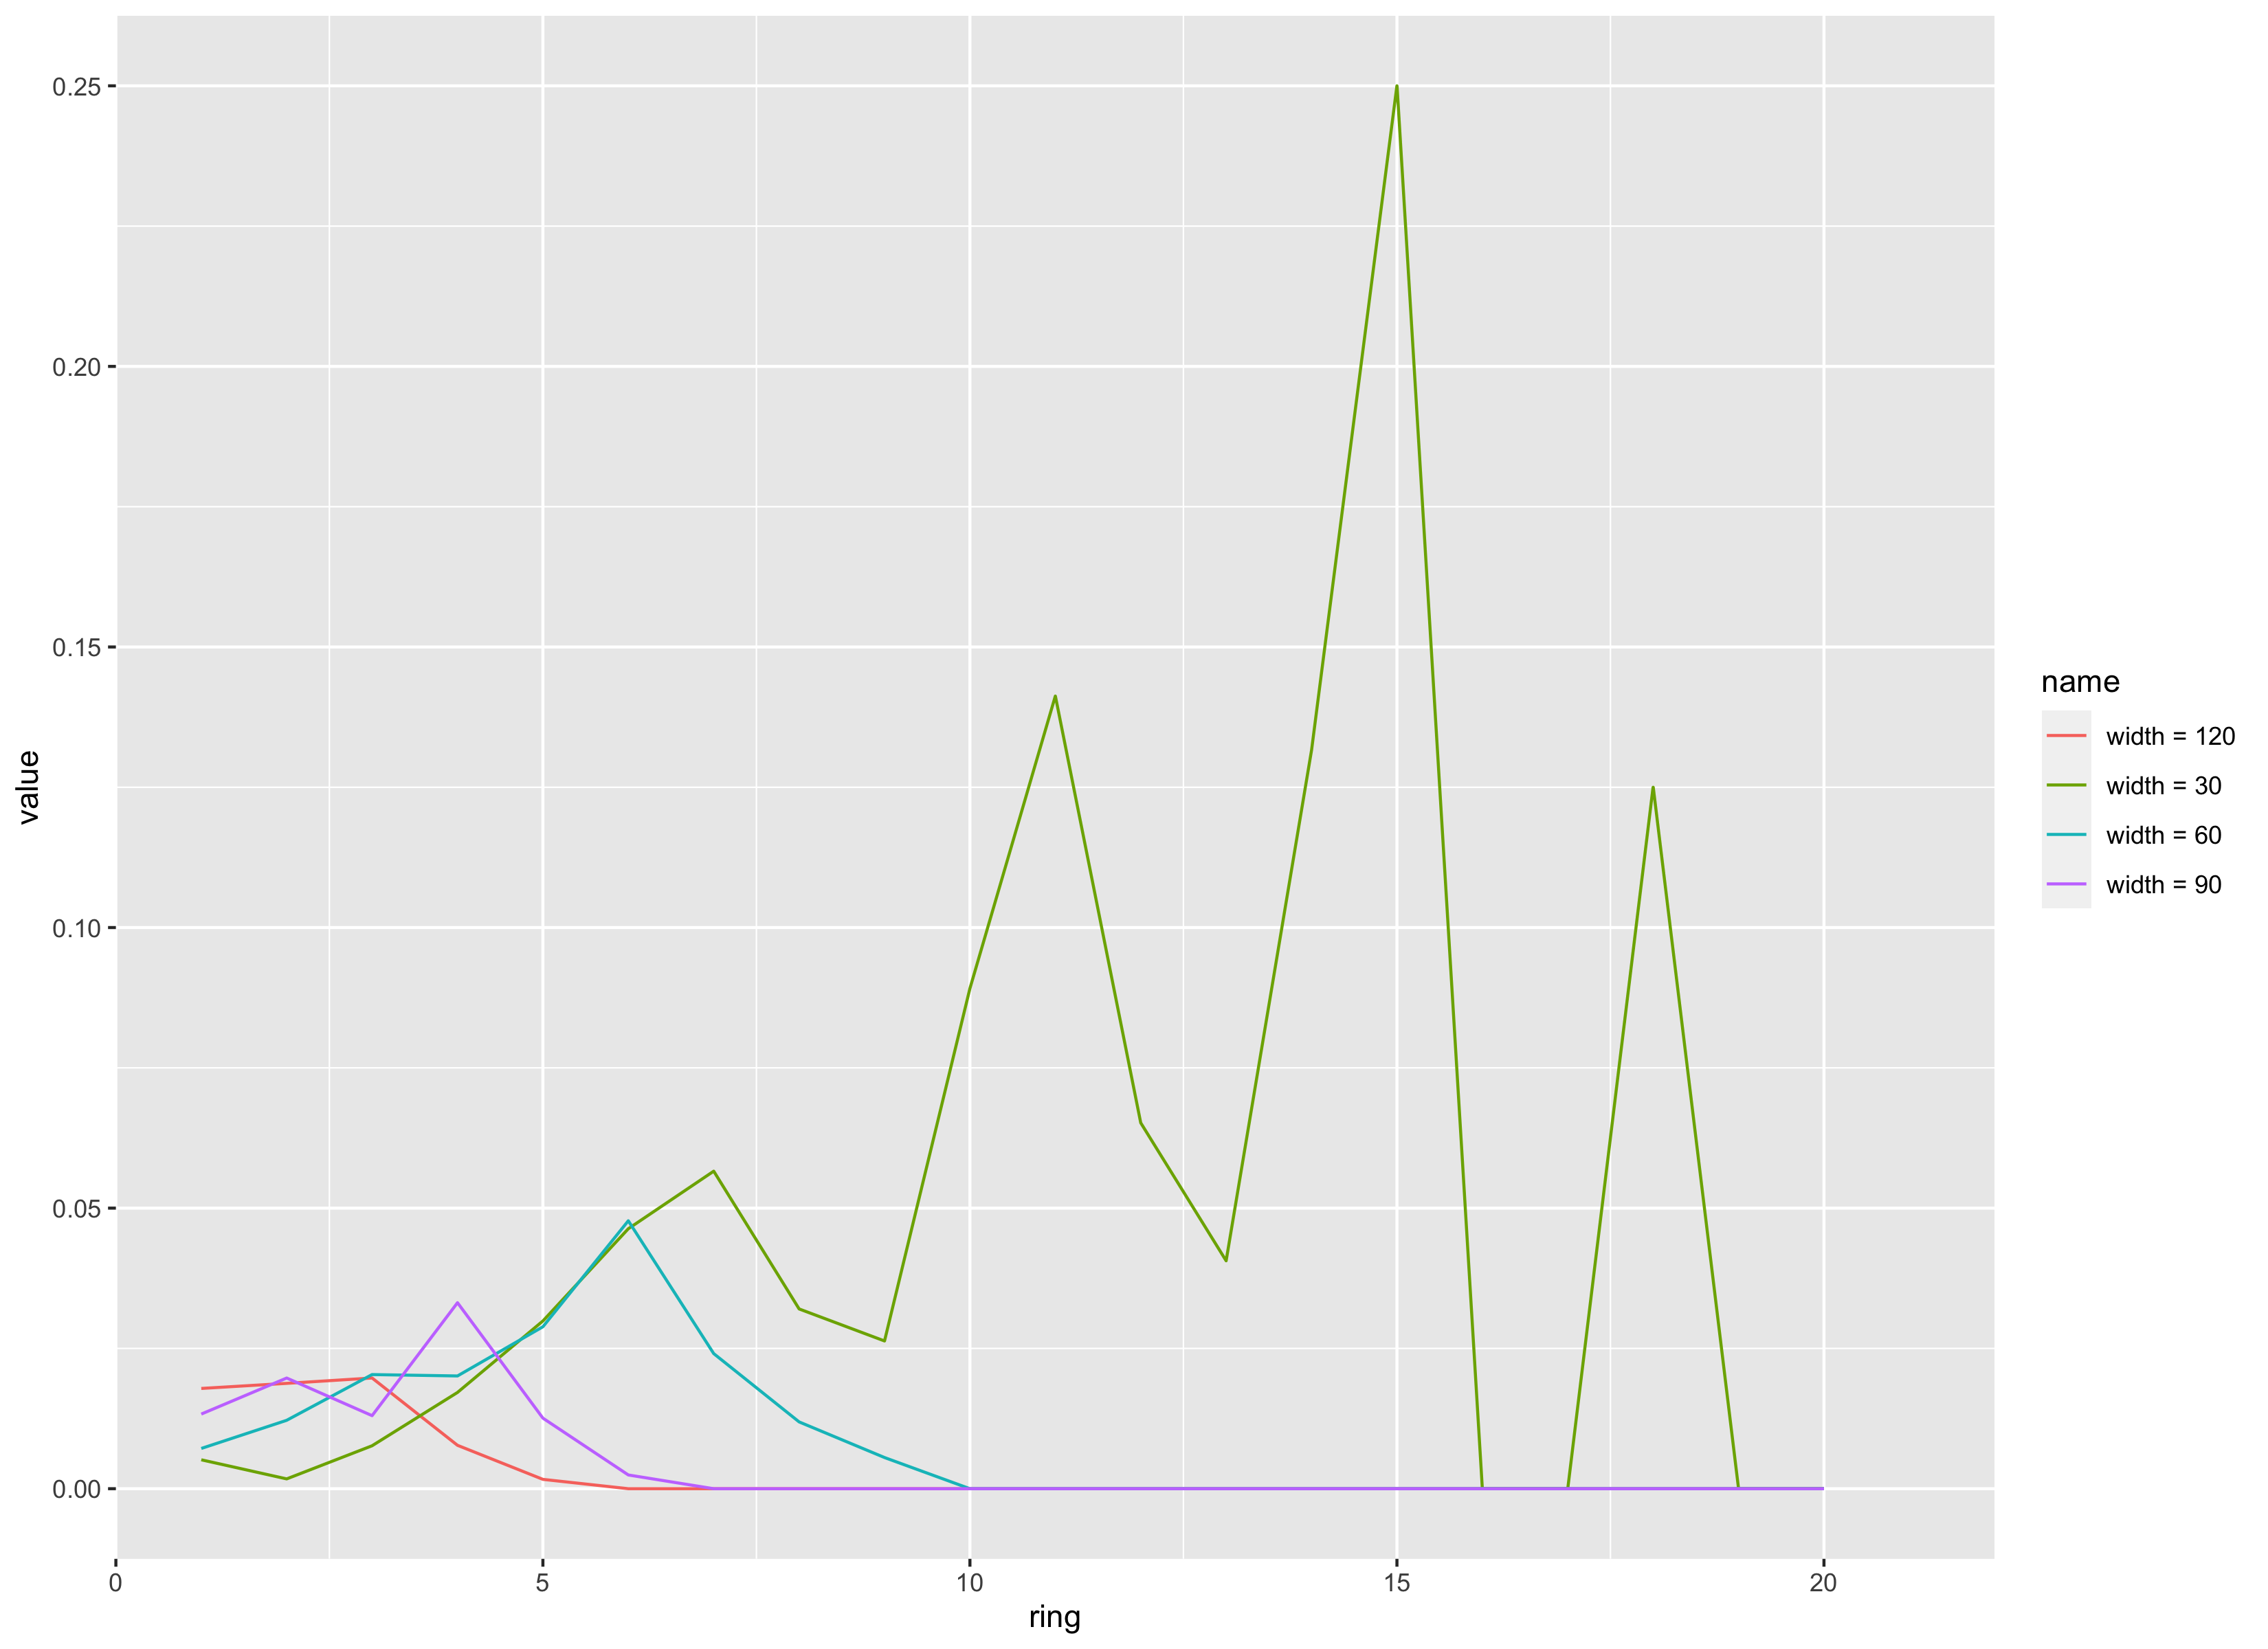 0.25
0.20
0.15
0.10
0.05
0.00
value
0
5
10
15
20
ring
name
width = 120
width = 30
width = 60
width = 90